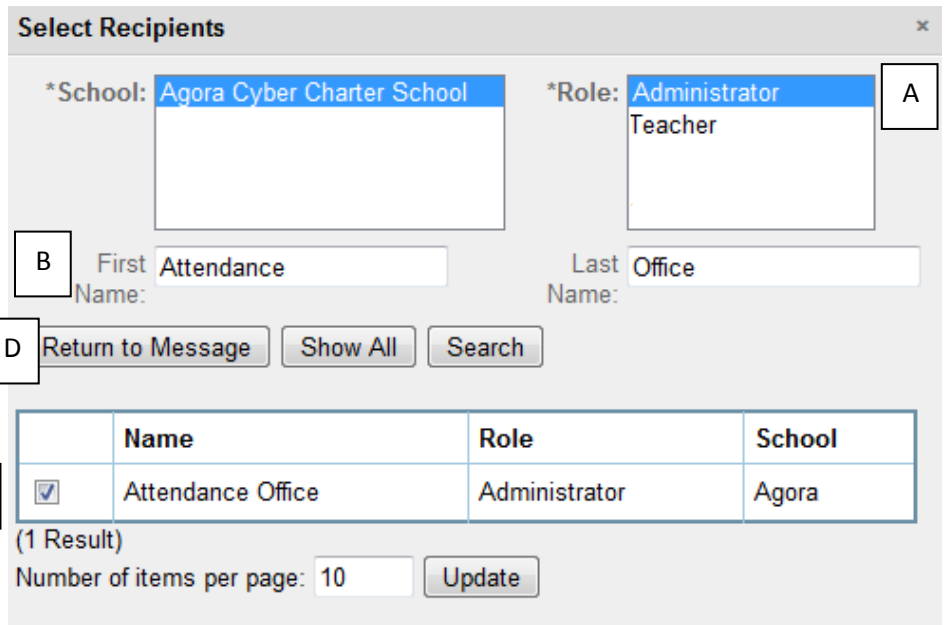 Select Recipients ×
*School: Agora Cyber Charter School *Role: Administrator A
Teacher
B First Name: Attendance Last Name: Office
D Return to Message Show All Search
Name Role School
Attendance Office Administrator Agora
(1 Result)
Number of items per page: 10 Update